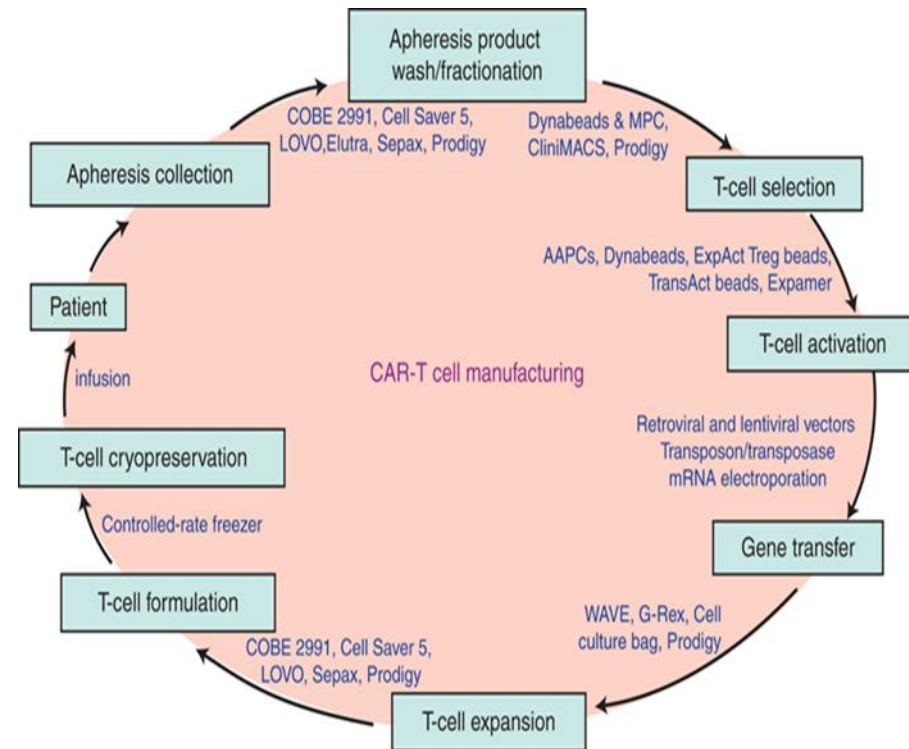 Apheresis product
wash/fractionation
COBE 2991, Cell Saver 5,
LOVO,Elutra, Sepax, Prodigy
Dynabeads & MPC,
CliniMACS, Prodigy
Apheresis collection
T-cell selection
AAPCs, Dynabeads, ExpAct Treg beads,
TransAct beads, Expamer
Patient
T-cell activation
CAR-T cell manufacturing
infusion
Retroviral and lentiviral vectors
Transposon/transposase
mRNA electroporation
T-cell cryopreservation
Controlled-rate freezer
Gene transfer
T-cell formulation
WAVE, G-Rex, Cell
culture bag, Prodigy
COBE 2991, Cell Saver 5,
LOVO, Sepax, Prodigy
T-cell expansion